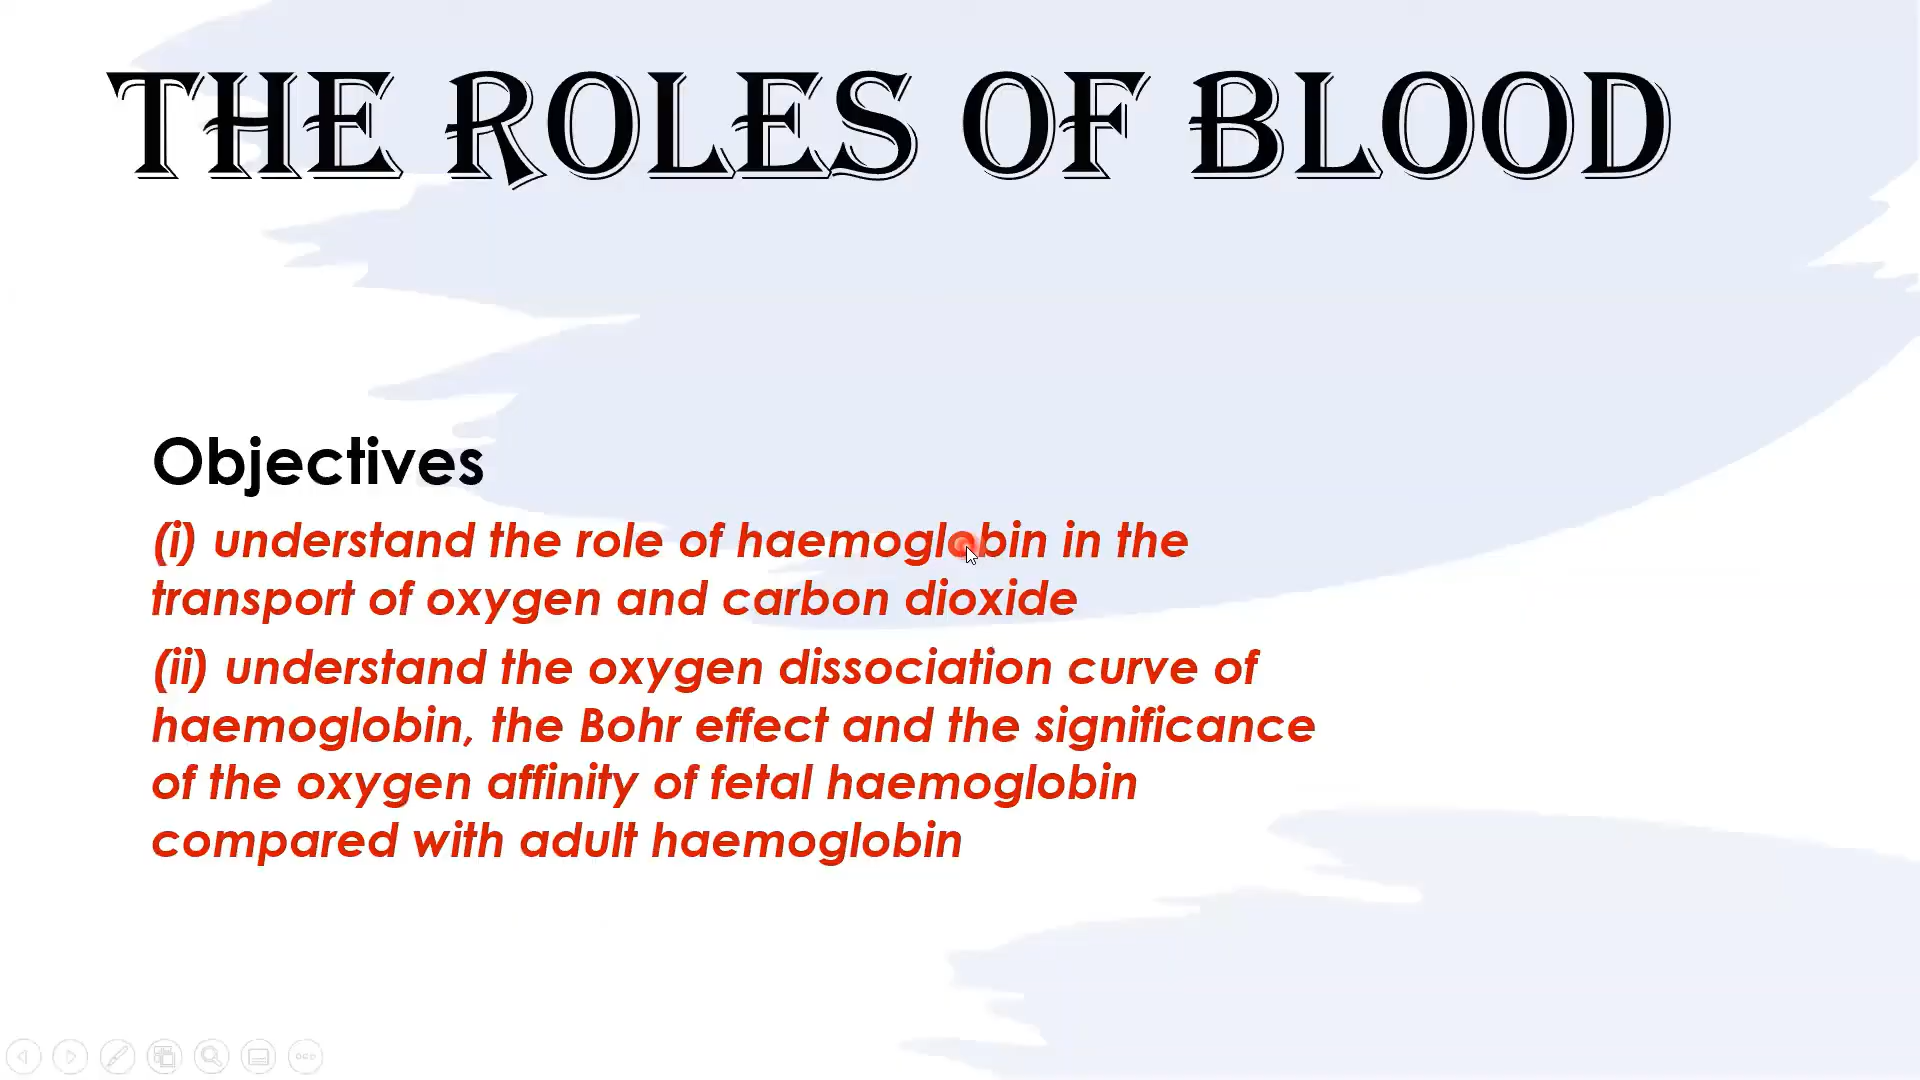 THE ROLES OF BLOOD
Objectives
(i) understand the role of haemoglobin in the
transport of oxygen and carbon dioxide
(ii) understand the oxygen dissociation curve of
haemoglobin, the Bohr effect and the significance
of the oxygen affinity of fetal haemoglobin
compared with adult haemoglobin